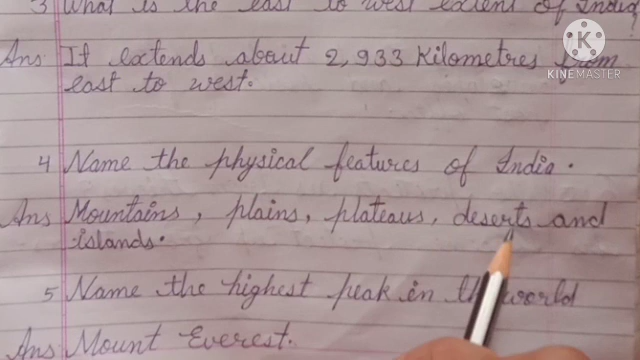 3 What is the east to west extent of India?
Ans It extends about 2,933 Kilometres from
east to west.
4 Name the physical features of India.
Ans Mountains, plains, plateaus, deserts and
islands.
5 Name the highest peak in the world
Ans Mount Everest.
K
KINEMASTER